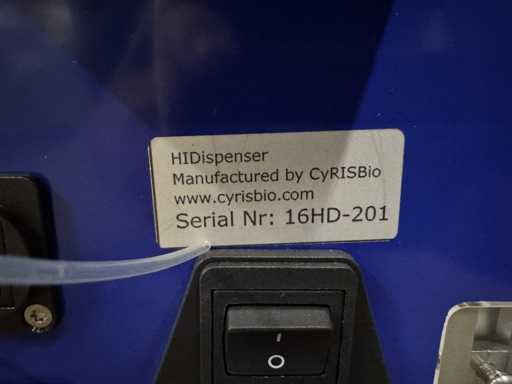 HIDispenser
Manufactured by CyRISBio
www.cyrisbio.com
Serial Nr: 16HD-201